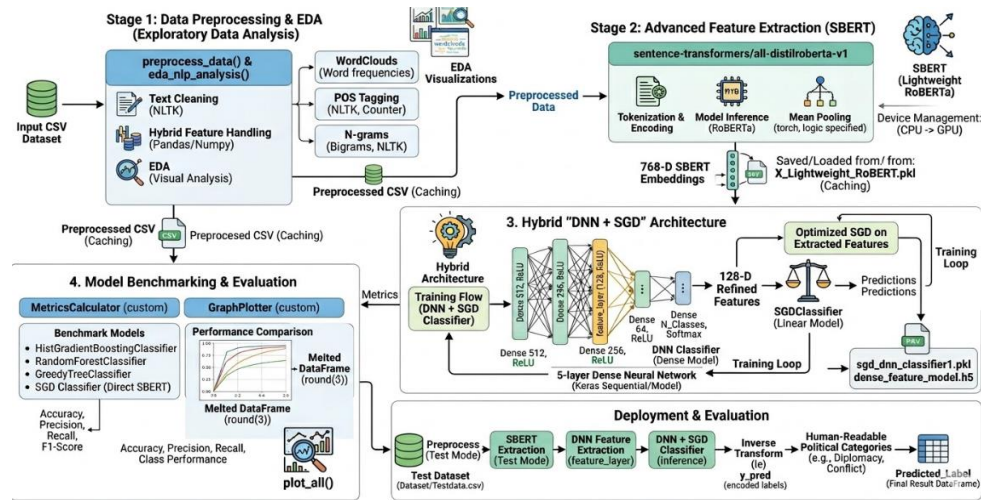 Stage 1: Data Preprocessing & EDA
(Exploratory Data Analysis)
Input CSV
Dataset
preprocess_data() &
eda_nlp_analysis()
Text Cleaning
(NLTK)
Hybrid Feature Handling
(Pandas/Numpy)
EDA
(Visual Analysis)
WordClouds
(Word frequencies)
POS Tagging
(NLTK, Counter)
N-grams
(Bigrams, NLTK)
EDA
Visualizations
Preprocessed CSV (Caching)
Preprocessed
Data
Stage 2: Advanced Feature Extraction (SBERT)
sentence-transformers/all-distilroberta-v1
Tokenization &
Encoding
Model Inference
(RoBERTa)
Mean Pooling
(torch, logic specified)
SBERT
(Lightweight
RoBERTa)
Device Management:
(CPU -> GPU)
768-D SBERT
Embeddings
Saved/Loaded from/ from:
X_Lightweight_RoBERT.pkl
(Caching)
Preprocessed CSV
(Caching)
CSV
Preprocesed CSV (Caching)
3. Hybrid "DNN + SGD" Architecture
Hybrid
Architecture
Training Flow
(DNN + SGD
Classifier)
Metrics
Dence 512, ReLU
Doose 236, ReLU
feature_layer (128, ReLU)
Dense 512,
ReLU
Dense 256,
ReLU
Dense
64, ReLU
Dense
N_Classes,
Softmax
DNN Classifier
(Dense Model)
5-layer Dense Neural Network
(Keras Sequential/Model)
128-D
Refined
Features
Optimized SGD on
Extracted Features
SGDClassifier
(Linear Model)
Training
Loop
Predictions
Predictions
Training Loop
sgd_dnn_classifier1.pkl
dense_feature_model.h5
4. Model Benchmarking & Evaluation
MetricsCalculator (custom)
GraphPlotter (custom)
Benchmark Models
• HistGradientBoostingClassifier
• RandomForestClassifier
• GreedyTreeClassifier
• SGD Classifier (Direct SBERT)
Accuracy,
Precision,
Recall,
F1-Score
Performance Comparison
Melted
DataFrame
(round(3))
Melted DataFrame
(round(3))
Accuracy, Precision, Recall,
Class Performance
plot_all()
Deployment & Evaluation
Test Dataset
(Dataset/Testdata.csv)
Preprocess
(Test Mode)
SBERT
Extraction
(Test Mode)
DNN Feature
Extraction
(feature_layer)
DNN + SGD
Classifier
(inference)
Inverse
Transform (le)
y_pred
(encoded labels)
Human-Readable
Political Categories
(e.g., Diplomacy,
Conflict)
Predicted_Label
(Final Result DataFrame)